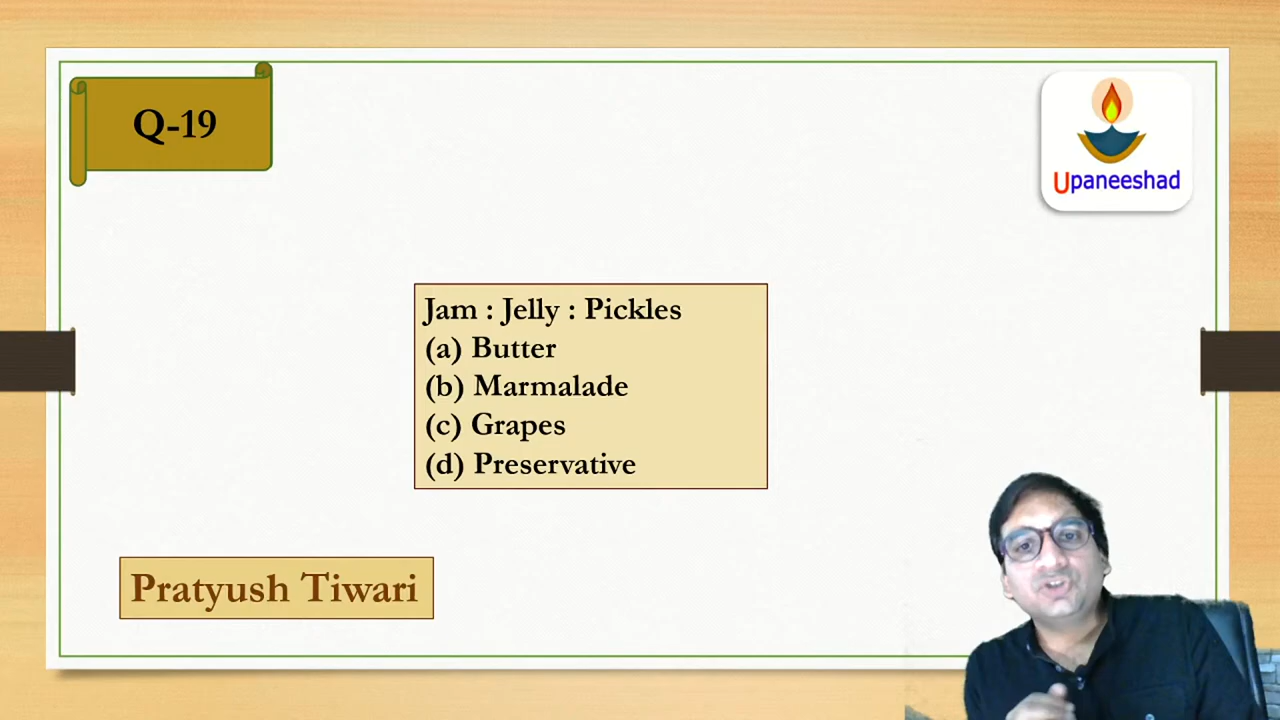 Q-19
Upaneeshad
Jam : Jelly : Pickles
(a) Butter
(b) Marmalade
(c) Grapes
(d) Preservative
Pratyush Tiwari